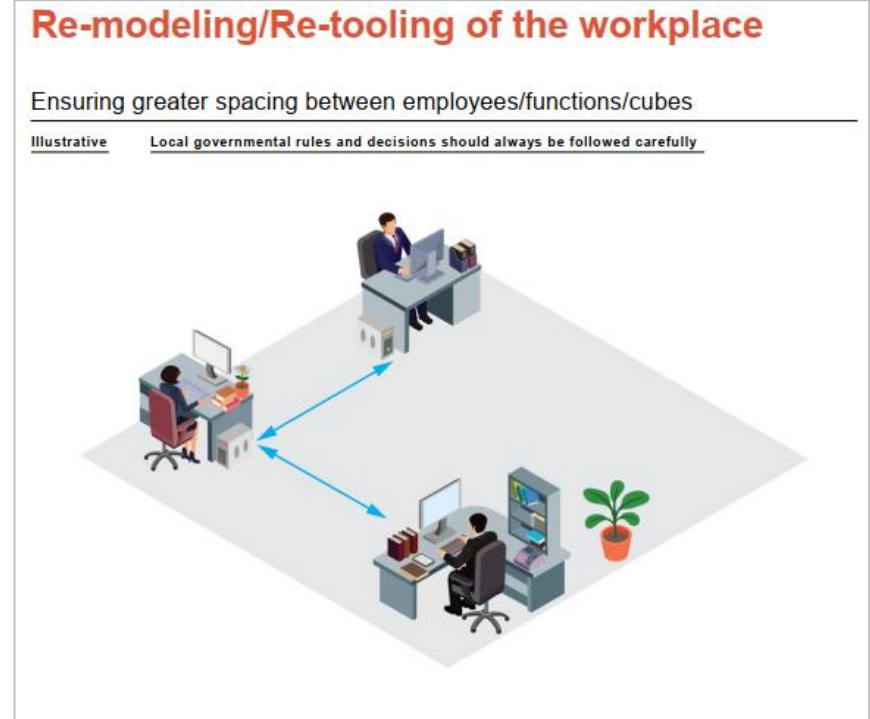 Re-modeling/Re-tooling of the workplace
Ensuring greater spacing between employees/functions/cubes
Illustrative Local governmental rules and decisions should always be followed carefully